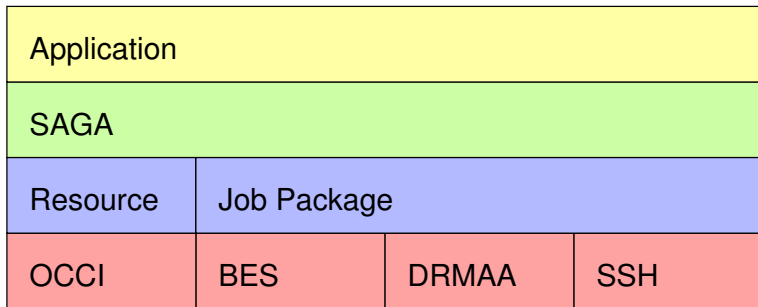 Application
SAGA
Resource Job Package
OCCI BES DRMAA SSH